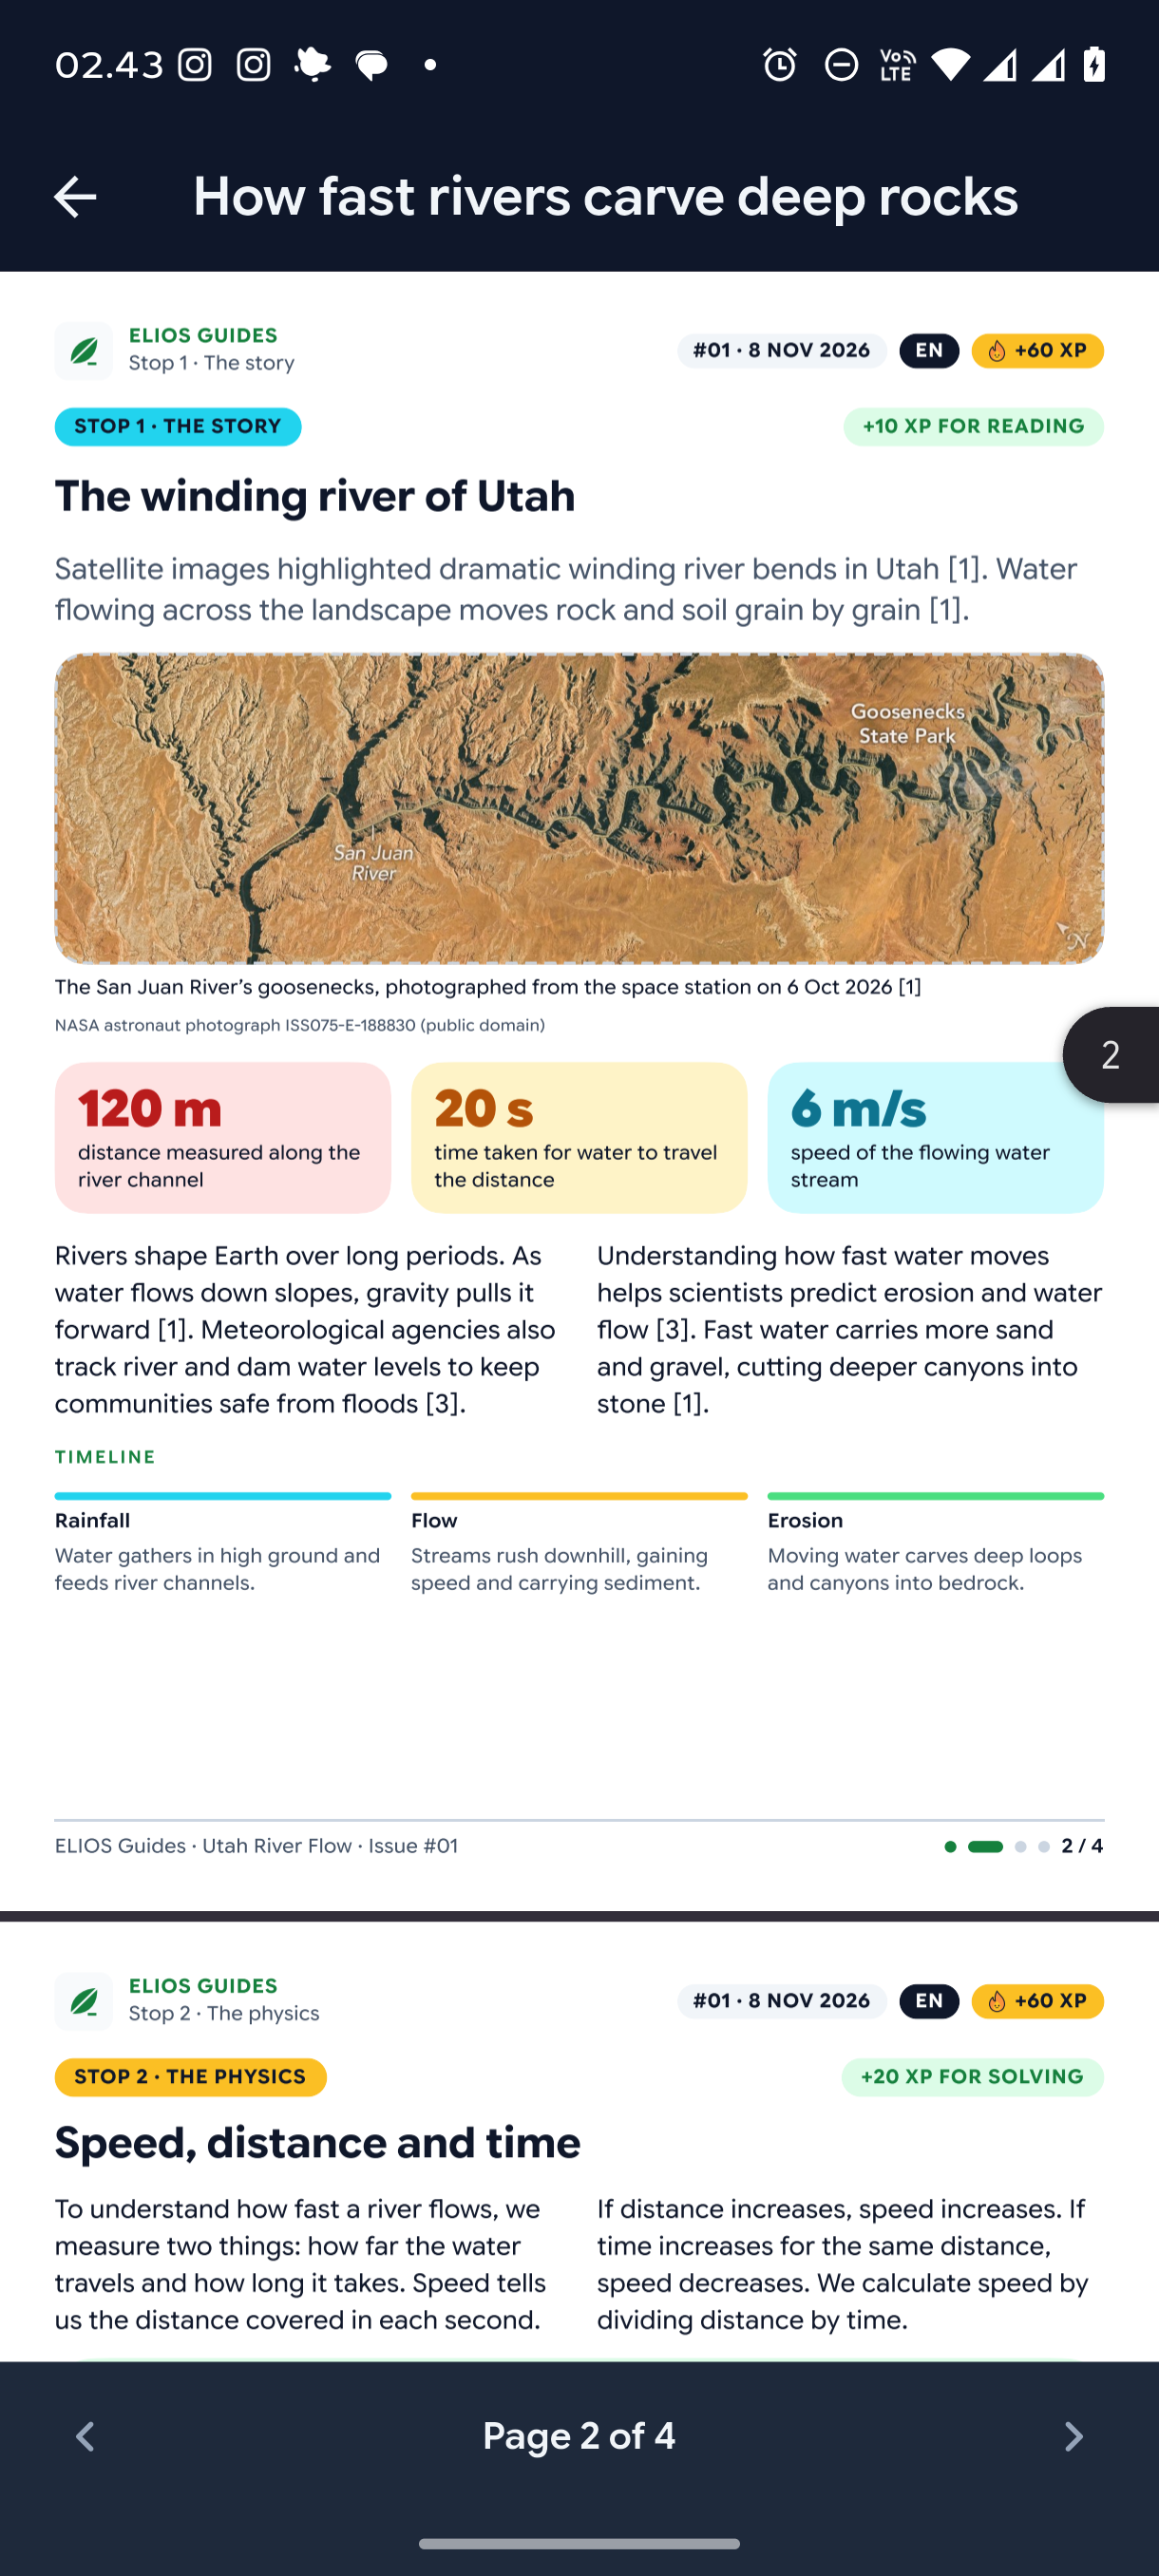 02.43
Vo LTE
How fast rivers carve deep rocks
ELIOS GUIDES
Stop 1 · The story
#01 · 8 NOV 2026
EN
+60 XP
STOP 1 · THE STORY
+10 XP FOR READING
The winding river of Utah
Satellite images highlighted dramatic winding river bends in Utah [1]. Water
flowing across the landscape moves rock and soil grain by grain [1].
Goosenecks
State Park
San Juan
River
N
The San Juan River’s goosenecks, photographed from the space station on 6 Oct 2026 [1]
NASA astronaut photograph ISS075-E-188830 (public domain)
2
120 m
distance measured along the
river channel
20 s
time taken for water to travel
the distance
6 m/s
speed of the flowing water
stream
Rivers shape Earth over long periods. As
water flows down slopes, gravity pulls it
forward [1]. Meteorological agencies also
track river and dam water levels to keep
communities safe from floods [3].
Understanding how fast water moves
helps scientists predict erosion and water
flow [3]. Fast water carries more sand
and gravel, cutting deeper canyons into
stone [1].
TIMELINE
Rainfall
Water gathers in high ground and
feeds river channels.
Flow
Streams rush downhill, gaining
speed and carrying sediment.
Erosion
Moving water carves deep loops
and canyons into bedrock.
ELIOS Guides · Utah River Flow · Issue #01
2 / 4
ELIOS GUIDES
Stop 2 · The physics
#01 · 8 NOV 2026
EN
+60 XP
STOP 2 · THE PHYSICS
+20 XP FOR SOLVING
Speed, distance and time
To understand how fast a river flows, we
measure two things: how far the water
travels and how long it takes. Speed tells
us the distance covered in each second.
If distance increases, speed increases. If
time increases for the same distance,
speed decreases. We calculate speed by
dividing distance by time.
Page 2 of 4